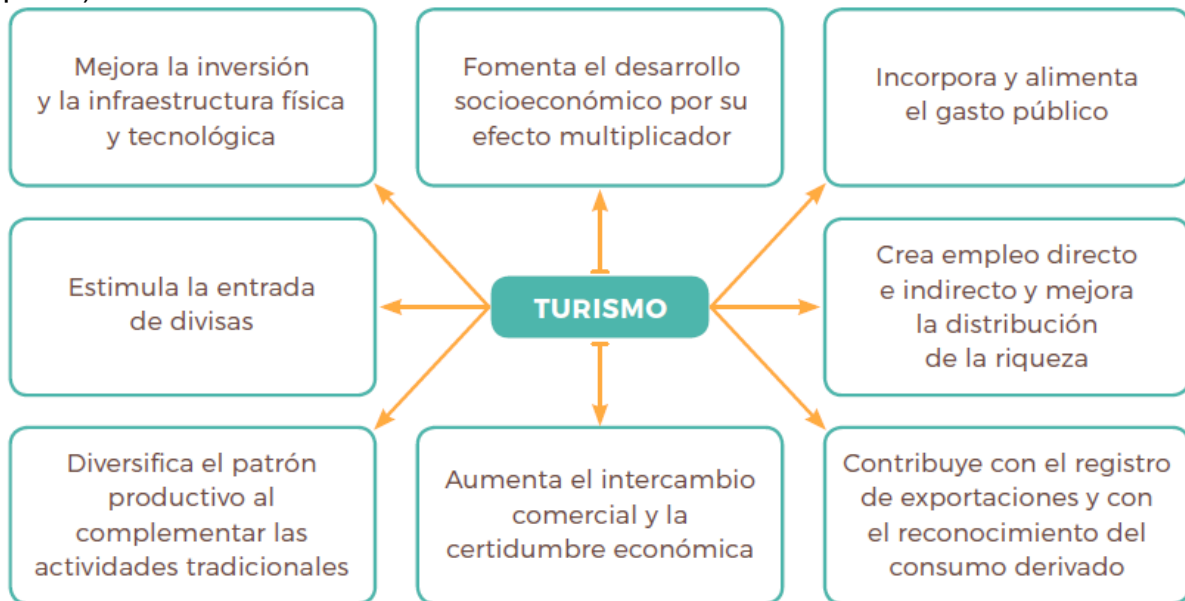 Mejora la inversión
y la infraestructura física
y tecnológica
Fomenta el desarrollo
socioeconómico por su
efecto multiplicador
Incorpora y alimenta
el gasto público
Estimula la entrada
de divisas
TURISMO
Crea empleo directo
e indirecto y mejora
la distribución
de la riqueza
Diversifica el patrón
productivo al
complementar las
actividades tradicionales
Aumenta el intercambio
comercial y la
certidumbre económica
Contribuye con el registro
de exportaciones y con
el reconocimiento del
consumo derivado